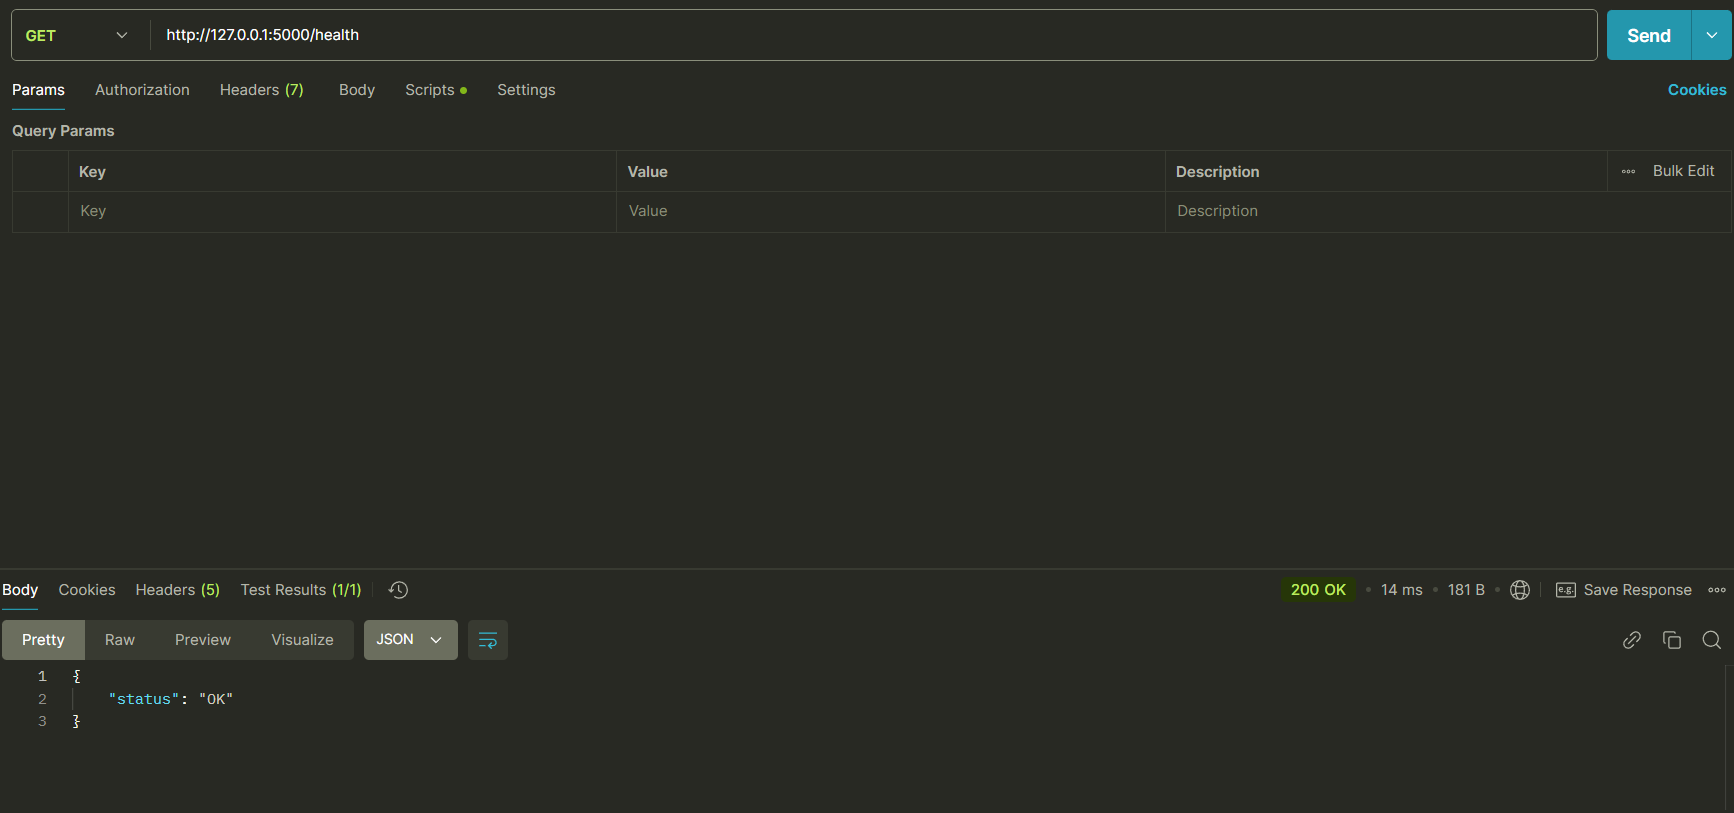 GET http://127.0.0.1:5000/health Send
Params Authorization Headers (7) Body Scripts Settings Cookies
Query Params
Key Value Description Bulk Edit
Key Value Description
Body Cookies Headers (5) Test Results (1/1) 200 OK 14 ms 181 B e.g. Save Response
Pretty Raw Preview Visualize JSON
1 {
2 "status": "OK"
3 }